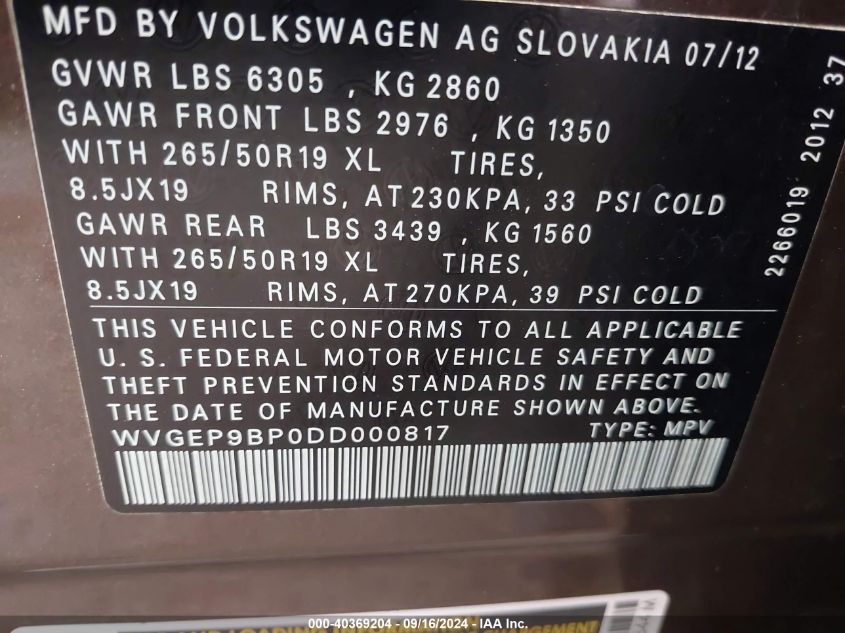 MFD BY VOLKSWAGEN AG SLOVAKIA 07/12
GVWR LBS 6305 , KG 2860
GAWR FRONT LBS 2976 , KG 1350
WITH 265/50R19 XL TIRES,
8.5JX19 RIMS, AT 230KPA, 33 PSI COLD
GAWR REAR LBS 3439 , KG 1560
WITH 265/50R19 XL TIRES,
8.5JX19 RIMS, AT 270KPA, 39 PSI COLD
THIS VEHICLE CONFORMS TO ALL APPLICABLE
U. S. FEDERAL MOTOR VEHICLE SAFETY AND
THEFT PREVENTION STANDARDS IN EFFECT ON
THE DATE OF MANUFACTURE SHOWN ABOVE.
WVGEP9BP0DD000817 TYPE: MPV
2266019 2012 37
000-40369204 - 09/16/2024 - IAA Inc.